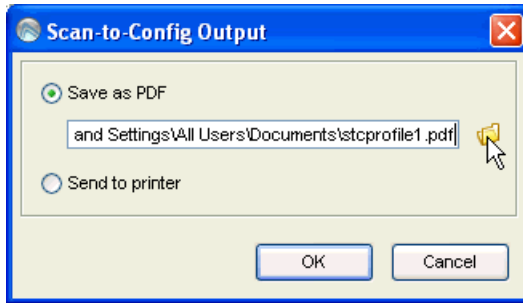 Scan-to-Config Output
Save as PDF
and Settings\All Users\Documents\stcprofile1.pdf
Send to printer
OK
Cancel